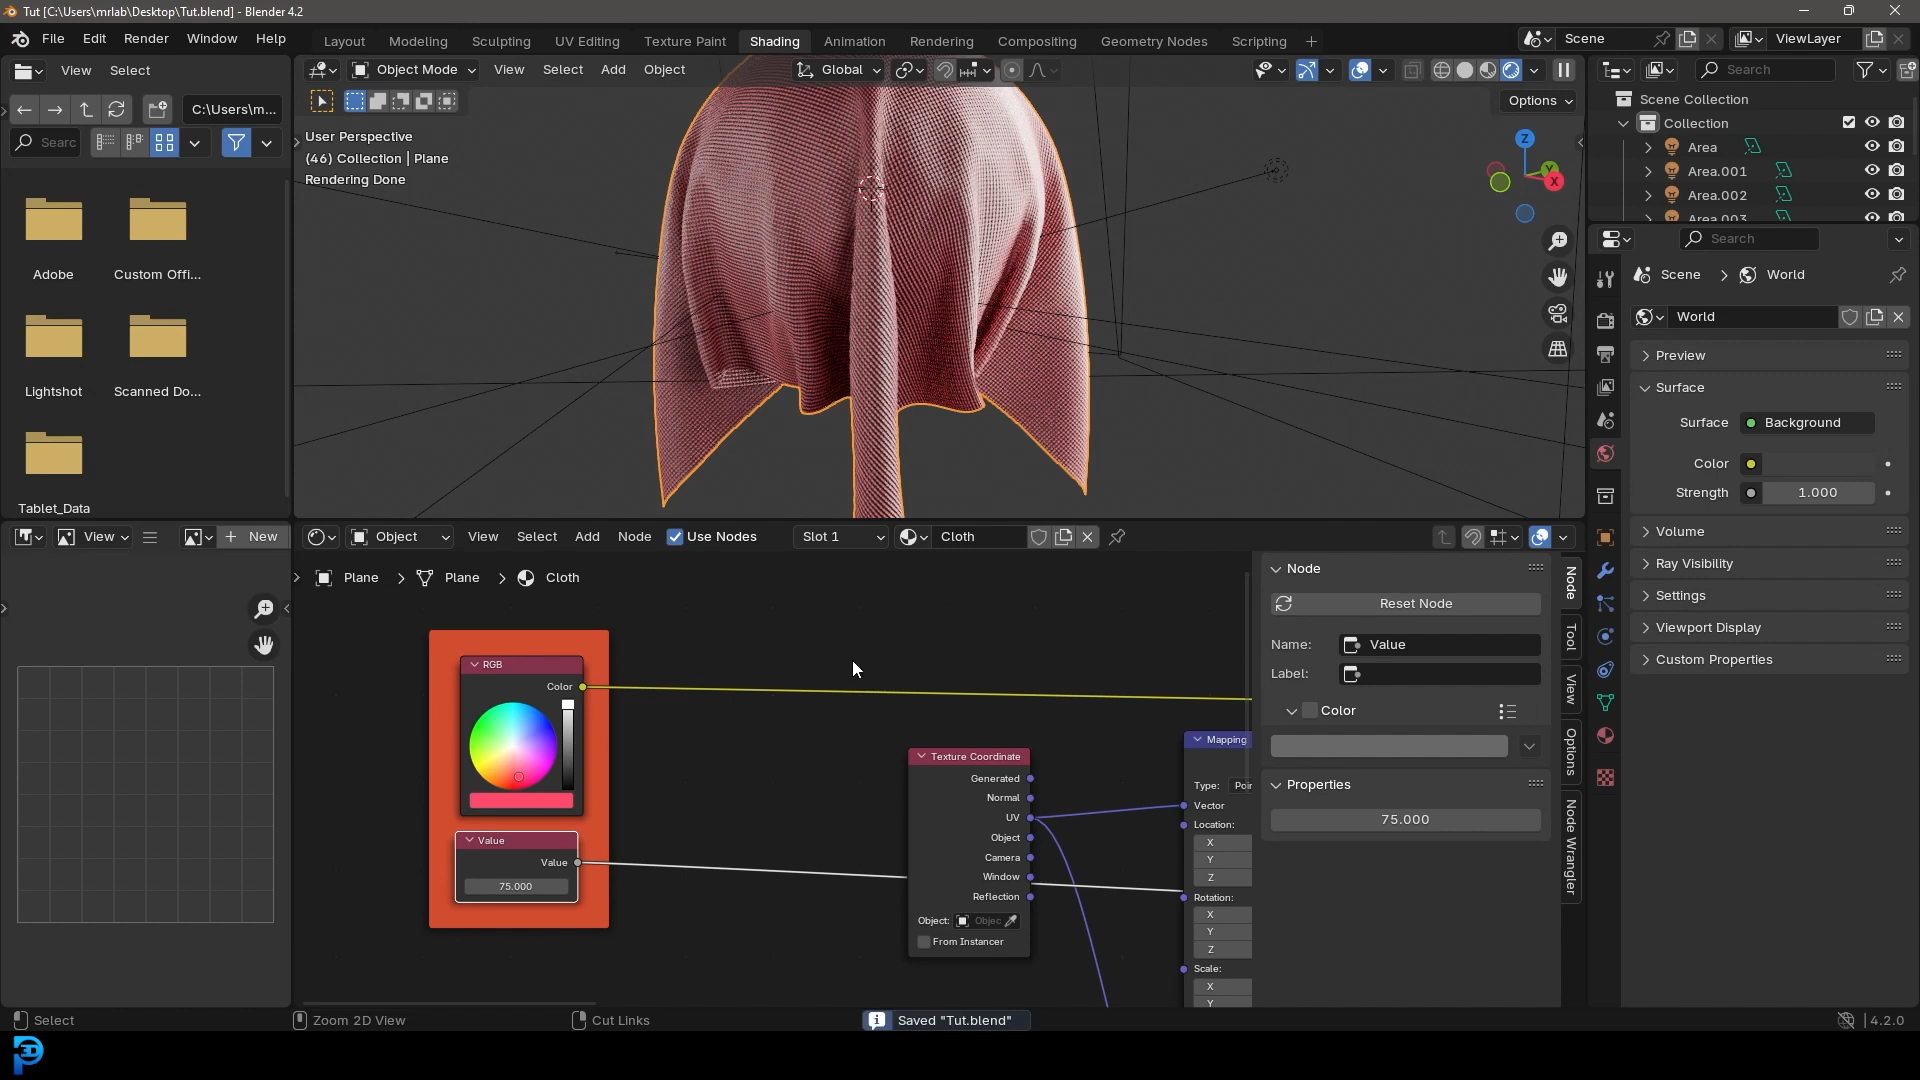 Tut [C:\Users\mrlab\Desktop\Tut.blend] - Blender 4.2
File Edit Render Window Help
Layout Modeling Sculpting UV Editing Texture Paint Shading Animation Rendering Compositing Geometry Nodes Scripting +
Scene
ViewLayer
View Select
Object Mode View Select Add Object
Global
Search
C:\Users\m...
Options
Searc
User Perspective
(46) Collection | Plane
Rendering Done
Z
Y
X
Scene Collection
Collection
Area
Area.001
Area.002
Area.003
Adobe
Custom Offi...
Lightshot
Scanned Do...
Tablet_Data
Search
Scene > World
World
Preview
Surface
Surface Background
Color
Strength 1.000
Volume
Ray Visibility
Settings
Viewport Display
Custom Properties
View
+ New
Object View Select Add Node Use Nodes Slot 1 Cloth
Plane > Plane > Cloth
RGB
Color
Value
Value
75.000
Texture Coordinate
Generated
Normal
UV
Object
Camera
Window
Reflection
Object: Objec
From Instancer
Mapping
Type: Poir
Vector
Location:
X
Y
Z
Rotation:
X
Y
Z
Scale:
X
Y
Node
Reset Node
Name: Value
Label:
Color
Properties
75.000
Node
Tool
View
Options
Node Wrangler
Select
Zoom 2D View
Cut Links
Saved "Tut.blend"
4.2.0